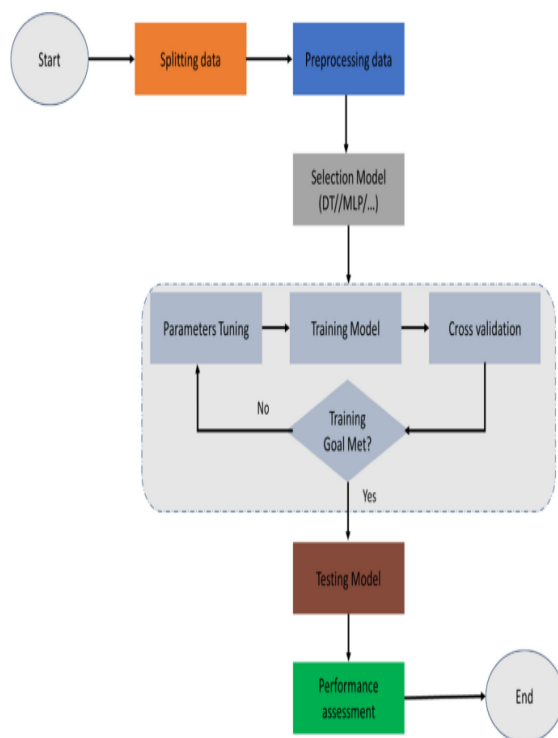 Start
Splitting data
Preprocessing data
Selection Model
(DT//MLP/...)
Parameters Tuning
Training Model
Cross validation
No
Training
Goal Met?
Yes
Testing Model
Performance
assessment
End